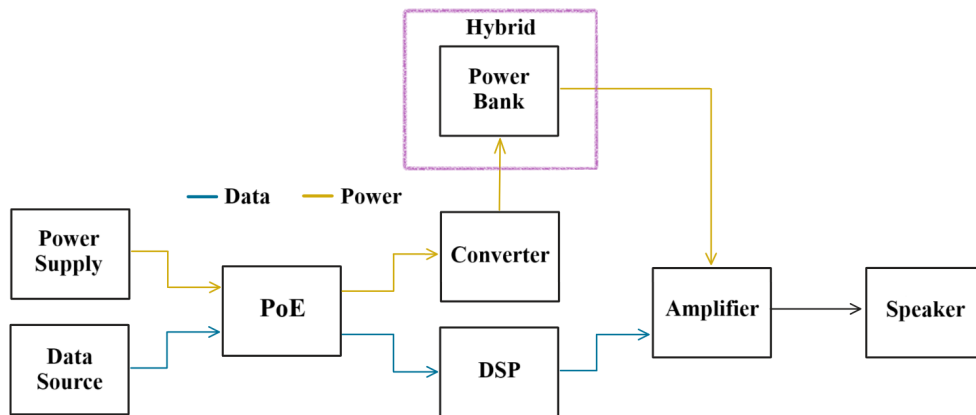 Hybrid
Power
Bank
Data
Power
Power
Supply
Converter
PoE
Amplifier
Speaker
Data
Source
DSP